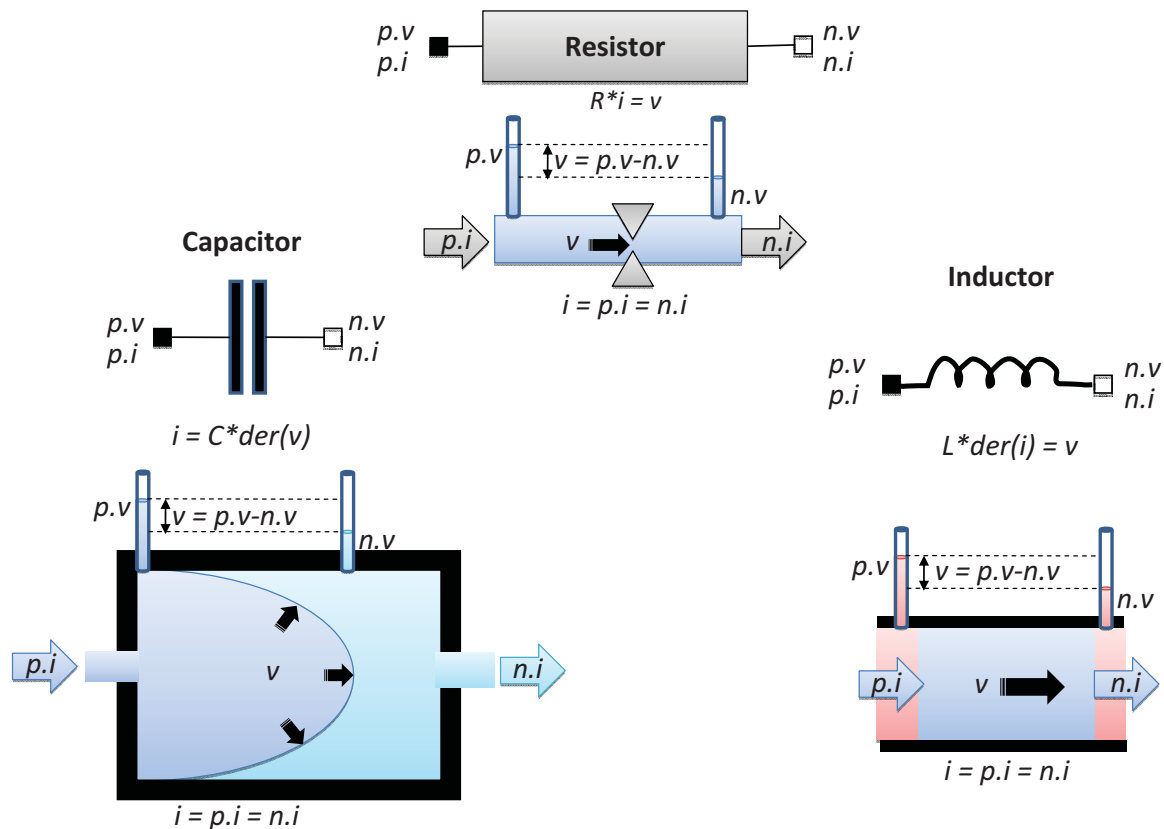 p.v
p.i
Resistor
n.v
n.i
R*i = v
p.v
v = p.v-n.v
n.v
p.i
v
n.i
i = p.i = n.i
Capacitor
p.v
p.i
n.v
n.i
i = C*der(v)
p.v
v = p.v-n.v
n.v
p.i
v
n.i
i = p.i = n.i
Inductor
p.v
p.i
n.v
n.i
L*der(i) = v
p.v
v = p.v-n.v
n.v
p.i
v
n.i
i = p.i = n.i